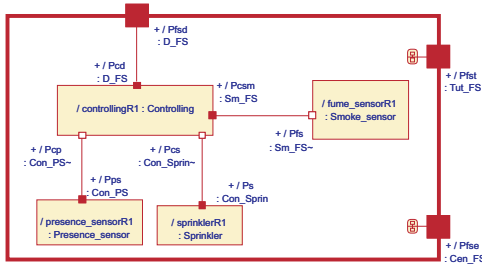 + / Pfsd
: D_FS
+ / Pcd
: D_FS
+ / Pcsm
: Sm_FS
+ / Pfst
: Tut_FS
/ controllingR1 : Controlling
/ fume_sensorR1
: Smoke_sensor
+ / Pfs
: Sm_FS~
+ / Pcp
: Con_PS~
+ / Pcs
: Con_Sprin~
+ / Pps
: Con_PS
+ / Ps
: Con_Sprin
/ presence_sensorR1
: Presence_sensor
/ sprinklerR1
: Sprinkler
+ / Pfse
: Cen_FS